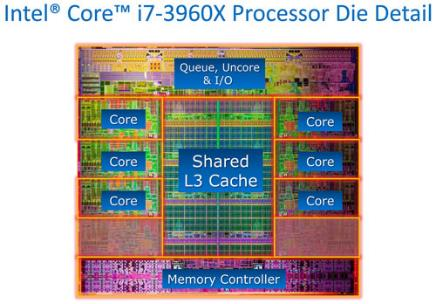 Intel® Core™ i7-3960X Processor Die Detail
Queue, Uncore
& I/O
Core
Core
Shared
L3 Cache
Core
Core
Core
Core
Memory Controller